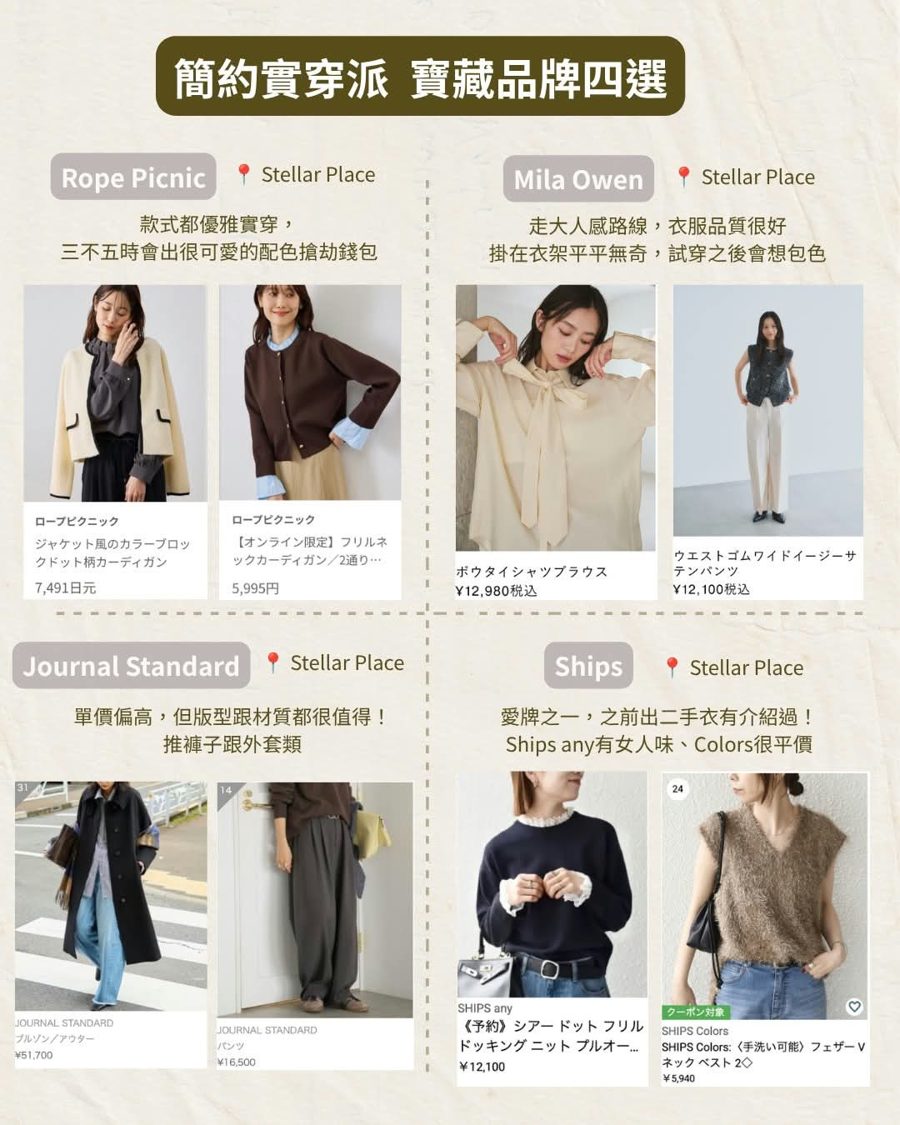 簡約實穿派 寶藏品牌四選
Rope Picnic
📍 Stellar Place
款式都優雅實穿，
三不五時會出很可愛的配色搶劫錢包
ロープピクニック
ジャケット風のカラーブロッ
クドット柄カーディガン
7,491日元
ロープピクニック
【オンライン限定】フリルネ
ックカーディガン／2通り…
5,995円
Mila Owen
📍 Stellar Place
走大人感路線，衣服品質很好
掛在衣架平平無奇，試穿之後會想包色
ボウタイシャツブラウス
¥12,980税込
ウエストゴムワイドイージーサ
テンパンツ
¥12,100税込
Journal Standard
📍 Stellar Place
單價偏高，但版型跟材質都很值得！
推褲子跟外套類
31
JOURNAL STANDARD
ブルゾン／アウター
¥51,700
14
JOURNAL STANDARD
パンツ
¥16,500
Ships
📍 Stellar Place
愛牌之一，之前出二手衣有介紹過！
Ships any有女人味、Colors很平價
SHIPS any
《予約》シアー ドット フリル
ドッキング ニット プルオー...
¥12,100
24
クーポン対象
SHIPS Colors
SHIPS Colors:〈手洗い可能〉フェザー V
ネック ベスト 2◇
¥5,940